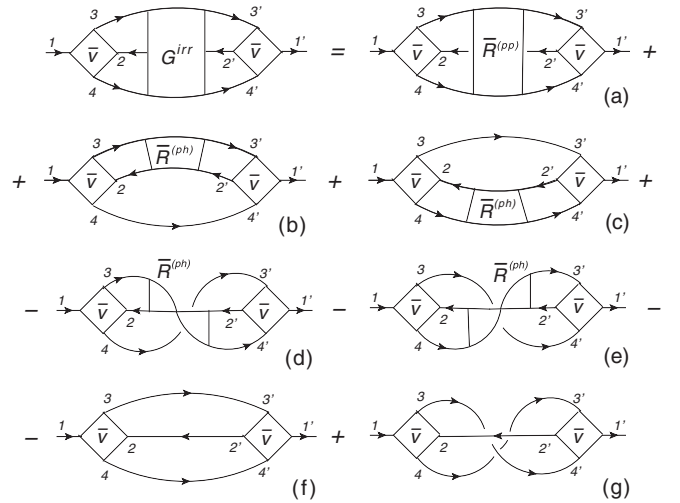 3 3' 3 3'
1 v̅ 2 G^irr 2' v̅ 1' = 1 v̅ 2 R̅^(pp) 2' v̅ 1' +
4 4' 4 4' (a)
3 3' 3 3'
+ 1 v̅ 2 R̅^(ph) 2' v̅ 1' + 1 v̅ 2 R̅^(ph) 2' v̅ 1' +
4 4' (b) 4 4' (c)
3 R̅^(ph) 3' 3 R̅^(ph) 3'
− 1 v̅ 2 2' v̅ 1' − 1 v̅ 2 2' v̅ 1' −
4 4' (d) 4 4' (e)
3 3' 3 3'
− 1 v̅ 2 2' v̅ 1' + 1 v̅ 2 2' v̅ 1'
4 4' (f) 4 4' (g)